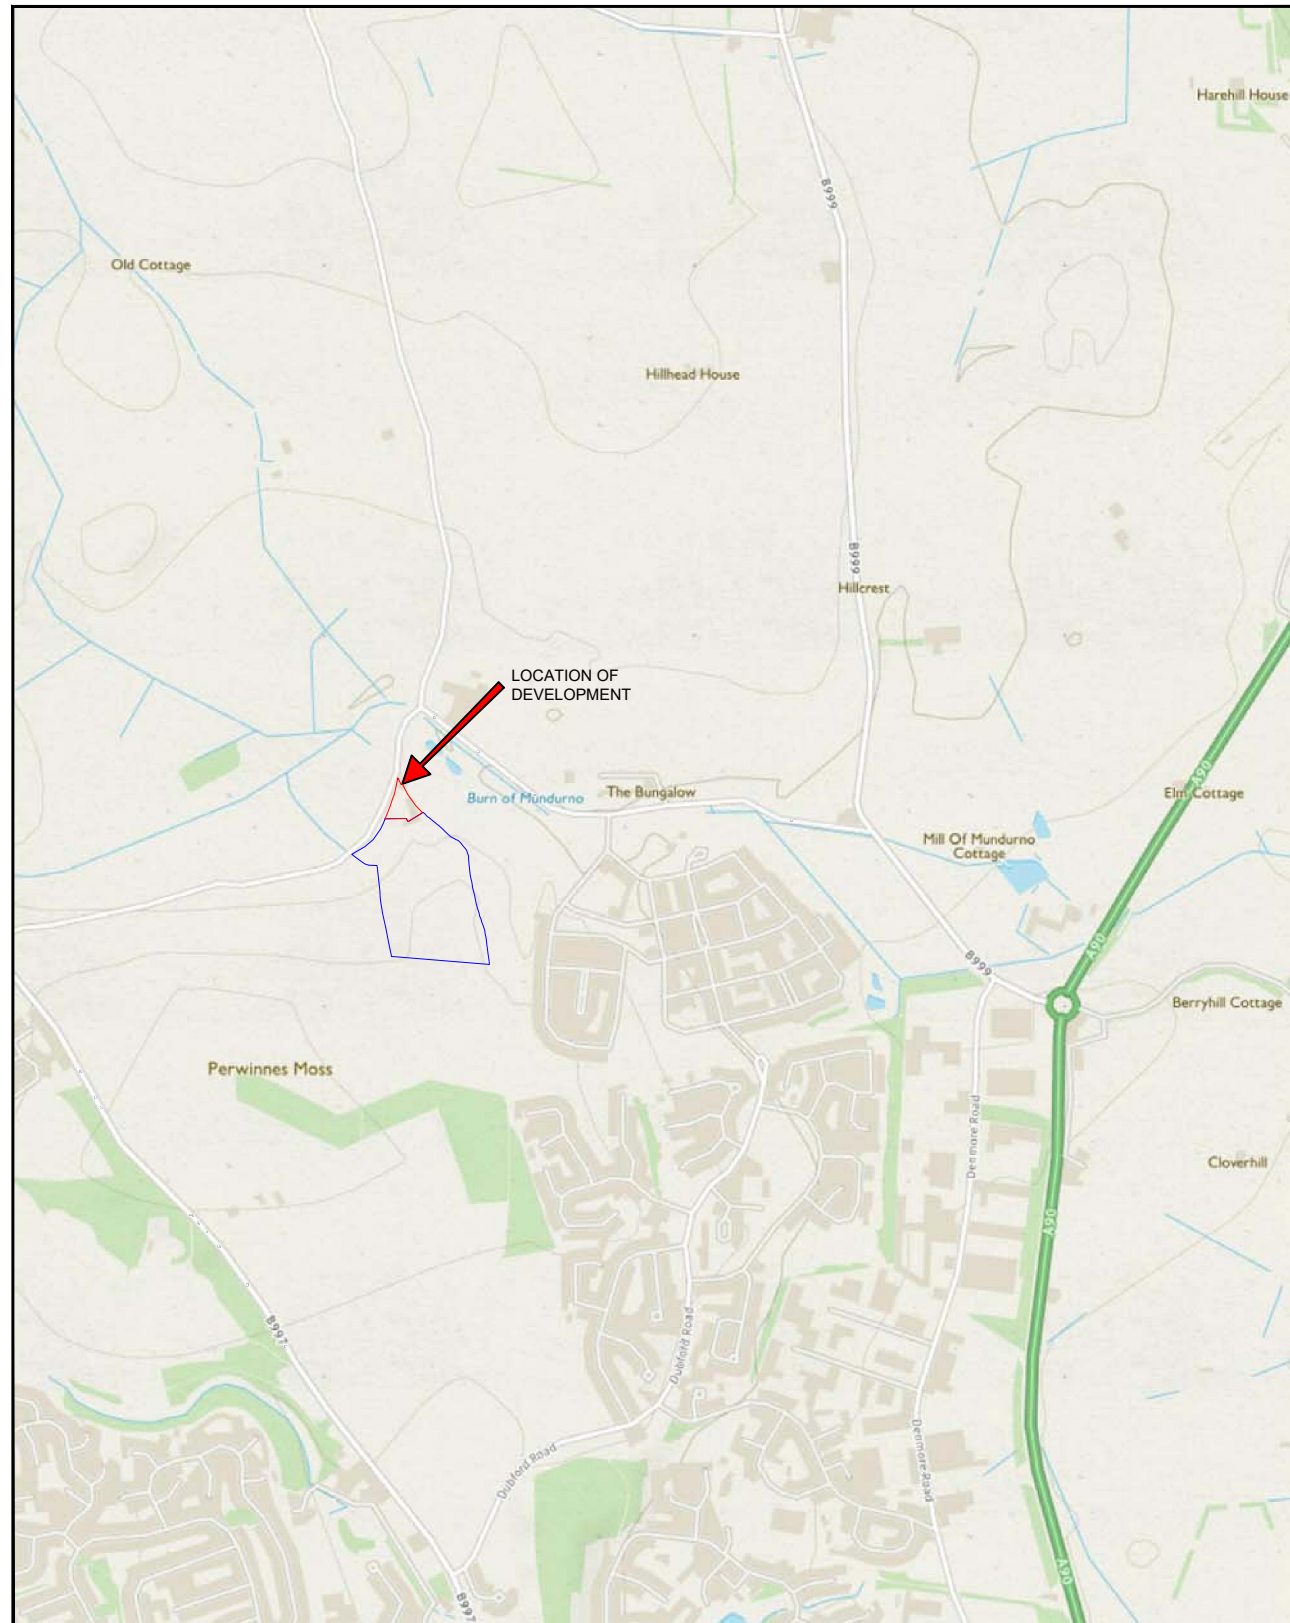 Harehill House
B999
Old Cottage
Hillhead House
B999
Hillcrest
LOCATION OF
DEVELOPMENT
A90
Burn of Mundurno
The Bungalow
Elm Cottage
Mill Of Mundurno
Cottage
A90
B999
Berryhill Cottage
Perwinnes Moss
Denmore Road
Cloverhill
A90
B997
Dubford Road
Denmore Road
Dubford Road
A90
B997